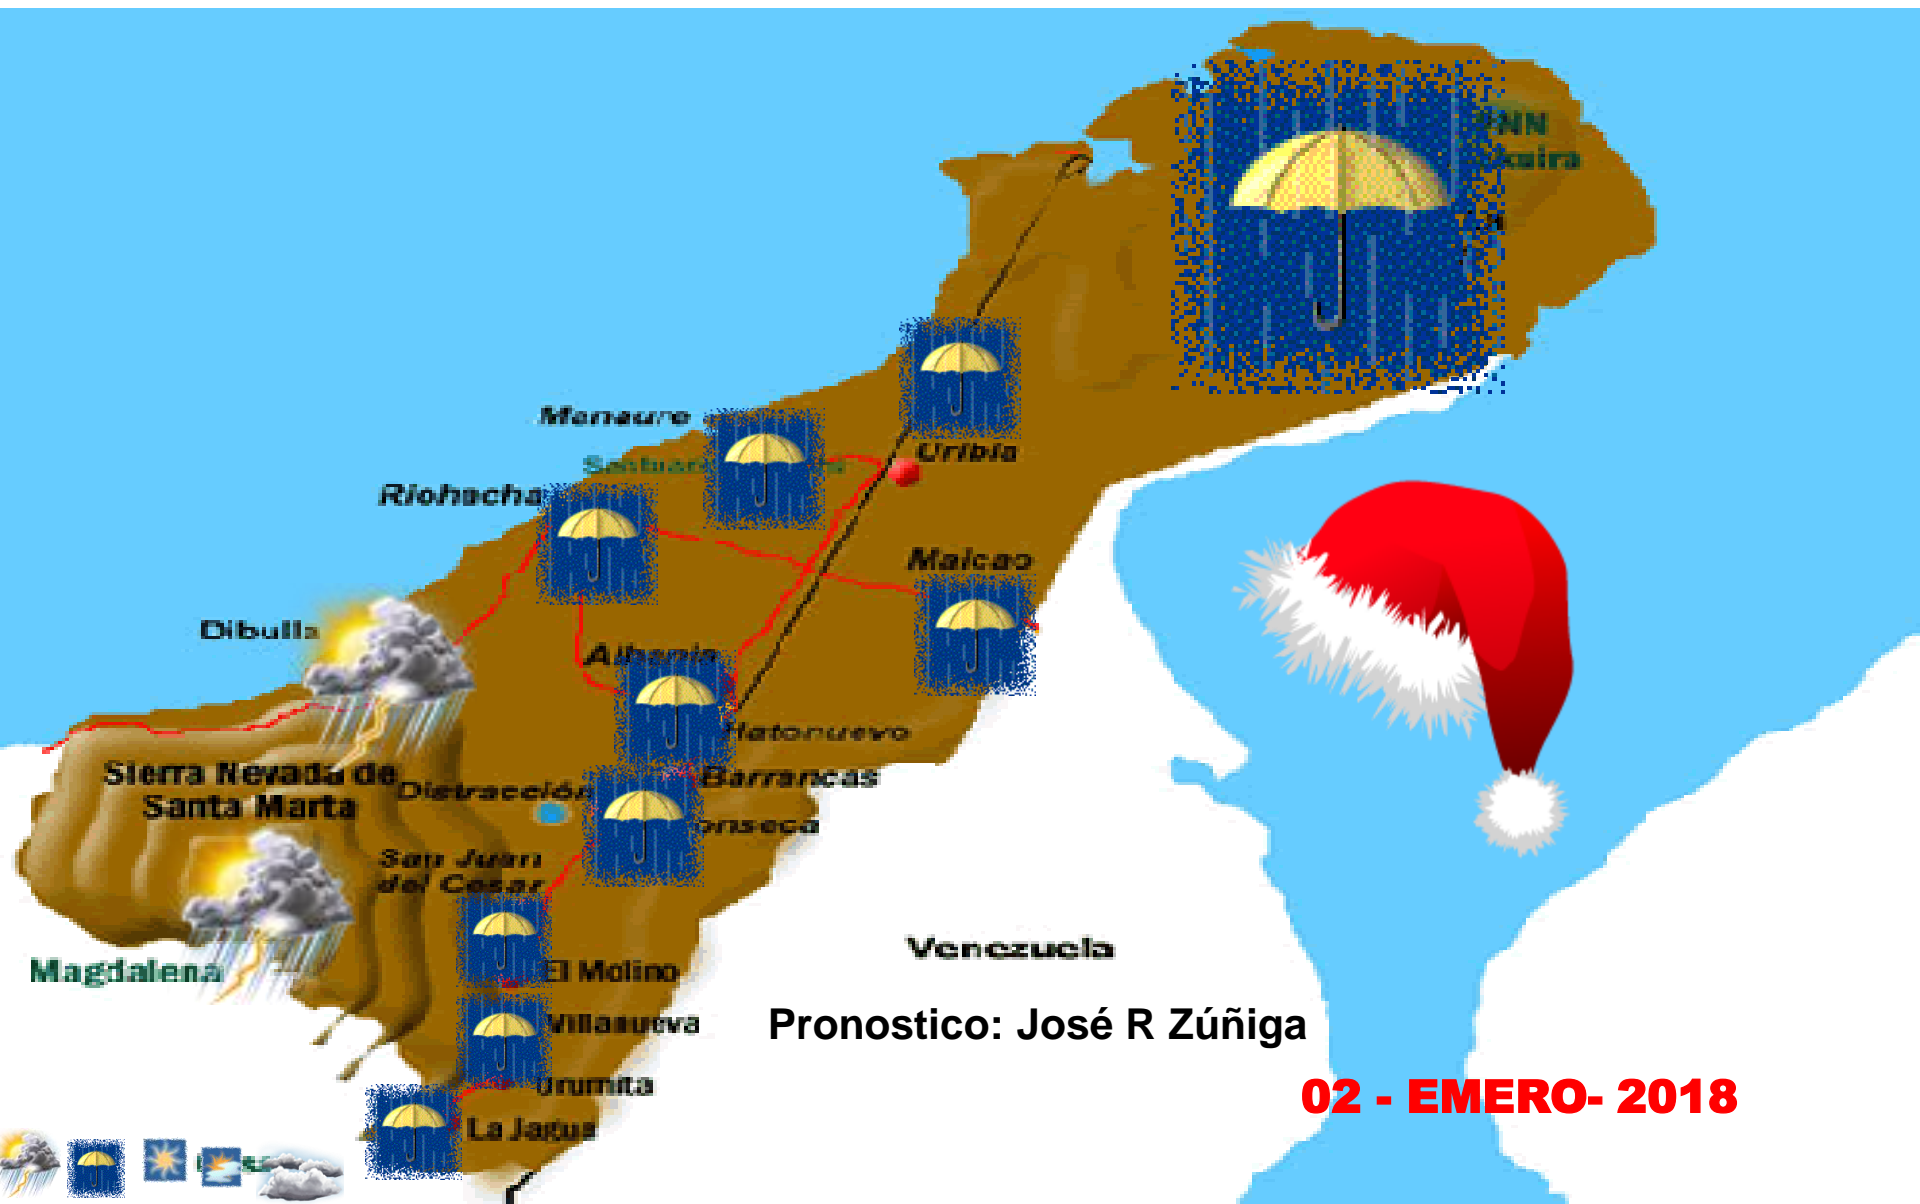 Manaure
Uribia
Riohacha
Maicao
Dibulla
Albania
Hatonuevo
Sierra Nevada de
Santa Marta
Distracción
Barrancas
onseca
San Juan
del Cesar
Magdalena
El Molino
Venezuela
Villanueva
Pronostico: José R Zúñiga
Urumita
02 - EMERO- 2018
La Jagua